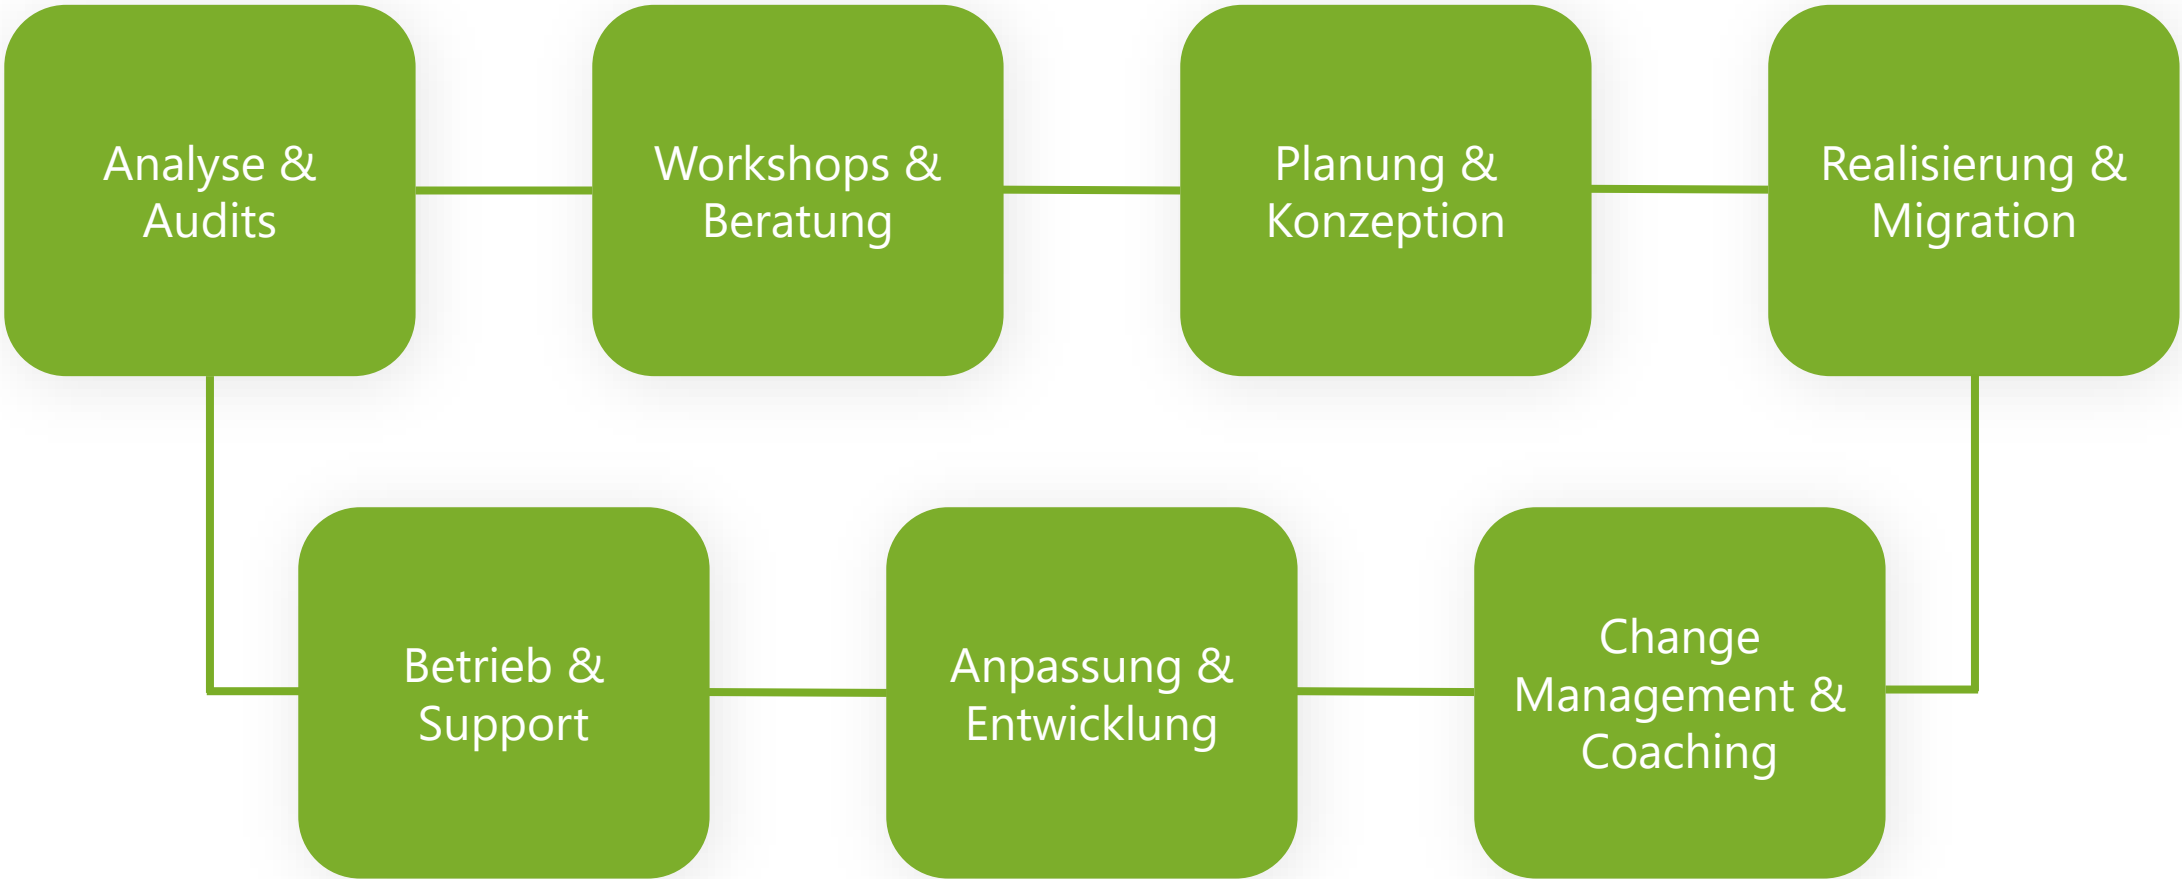 Analyse &
Audits
Workshops &
Beratung
Planung &
Konzeption
Realisierung &
Migration
Betrieb &
Support
Anpassung &
Entwicklung
Change
Management &
Coaching